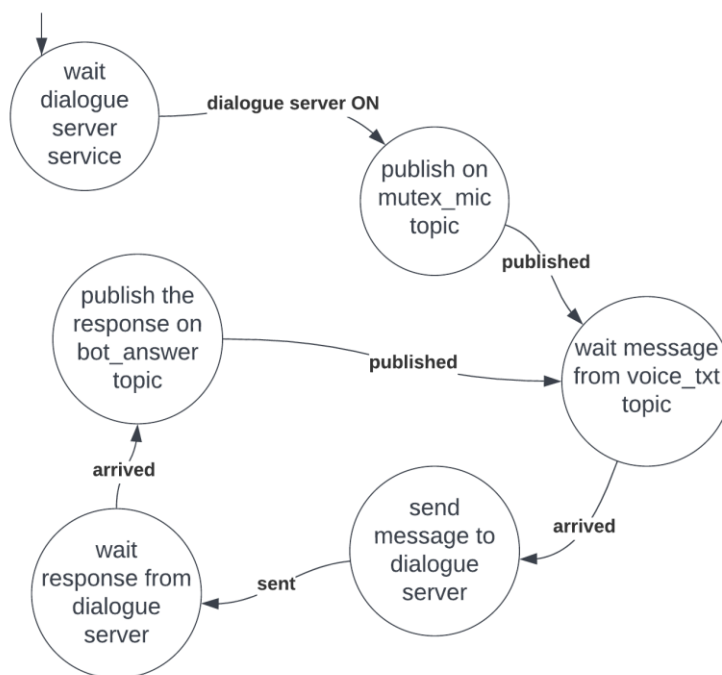 wait
dialogue
server
service
dialogue server ON
publish on
mutex_mic
topic
published
publish the
response on
bot_answer
topic
published
wait message
from voice_txt
topic
arrived
send
message to
dialogue
server
arrived
sent
wait
response from
dialogue
server